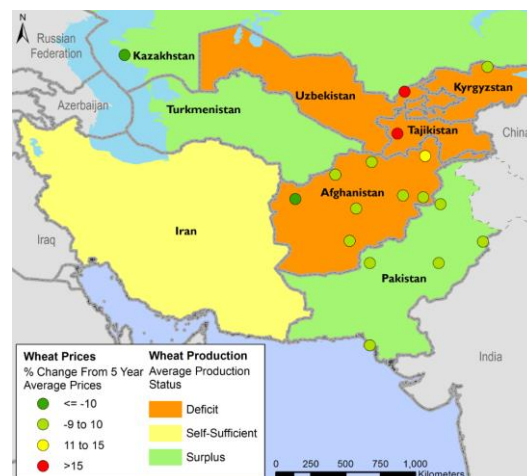 N
Russian
Federation
Kazakhstan
Azerbaijan
Uzbekistan
Kyrgyzstan
Turkmenistan
Tajikistan
China
Afghanistan
Iraq
Iran
Pakistan
India
Wheat Prices
% Change From 5 Year
Average Prices
<= -10
-9 to 10
11 to 15
>15
Wheat Production
Average Production
Status
Deficit
Self-Sufficient
Surplus
0 250 500 750 1,000
Kilometers